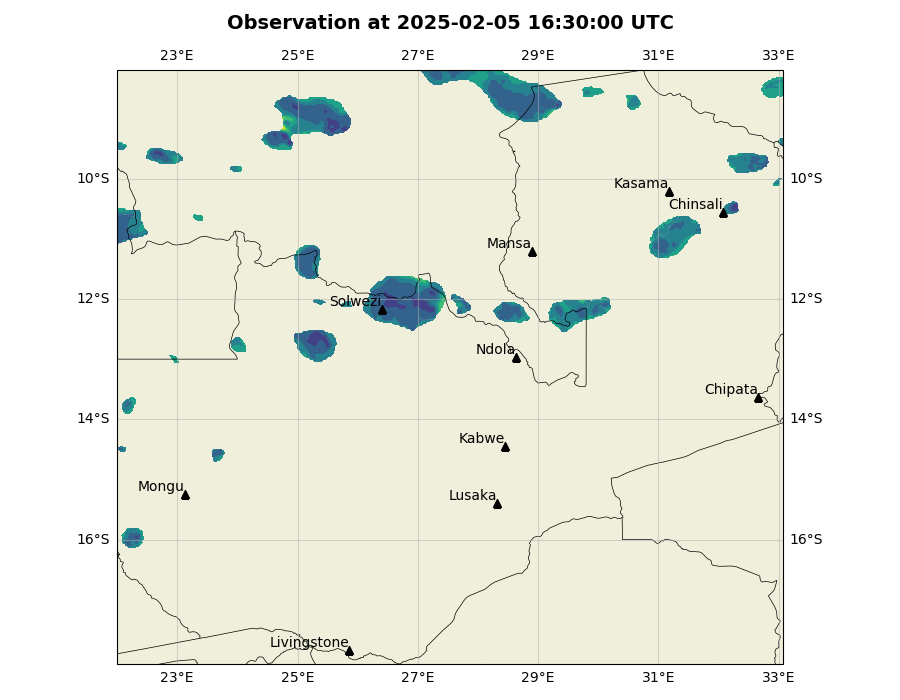 Observation at 2025-02-05 16:30:00 UTC
23°E 25°E 27°E 29°E 31°E 33°E
10°S 10°S
Kasama
Chinsali
Mansa
12°S 12°S
Solwezi
Ndola
Chipata
14°S 14°S
Kabwe
Mongu
Lusaka
16°S 16°S
Livingstone
23°E 25°E 27°E 29°E 31°E 33°E